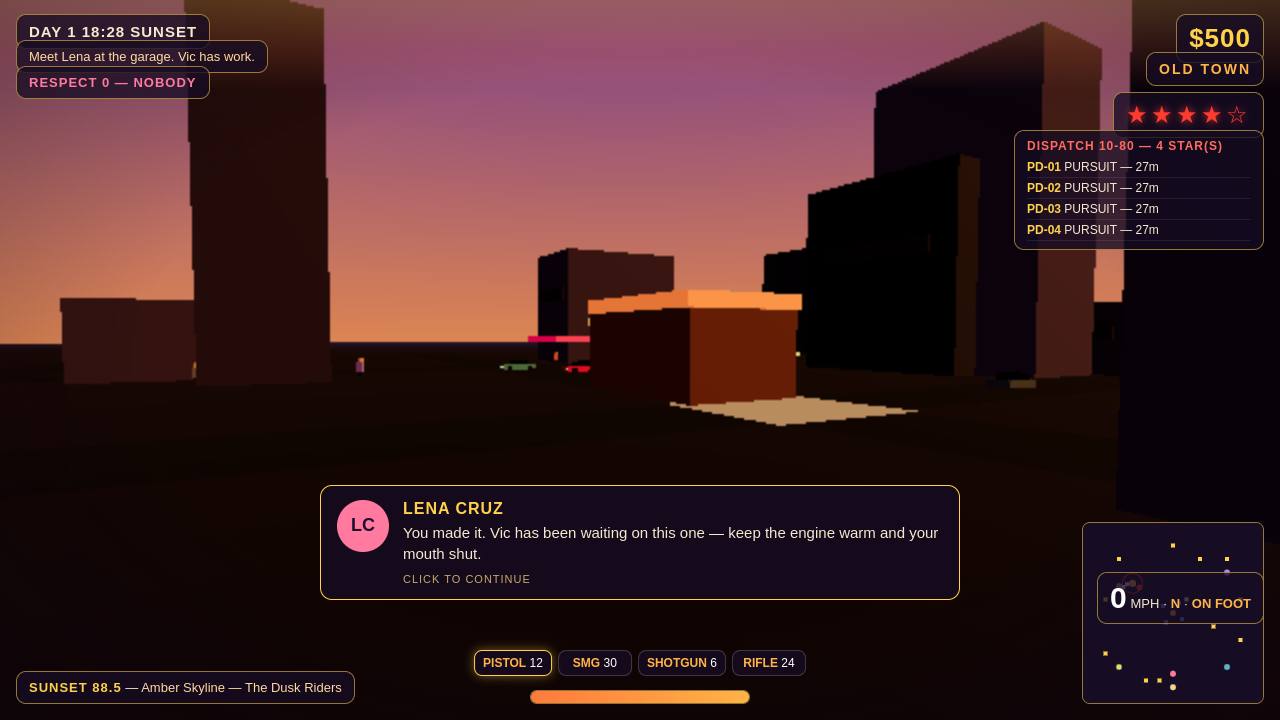 DAY 1 18:28 SUNSET
Meet Lena at the garage. Vic has work.
RESPECT 0 — NOBODY
$500
OLD TOWN
★★★★☆
DISPATCH 10-80 — 4 STAR(S)
PD-01 PURSUIT — 27m
PD-02 PURSUIT — 27m
PD-03 PURSUIT — 27m
PD-04 PURSUIT — 27m
LC
LENA CRUZ
You made it. Vic has been waiting on this one — keep the engine warm and your
mouth shut.
CLICK TO CONTINUE
0 MPH · N · ON FOOT
PISTOL 12
SMG 30
SHOTGUN 6
RIFLE 24
SUNSET 88.5 — Amber Skyline — The Dusk Riders